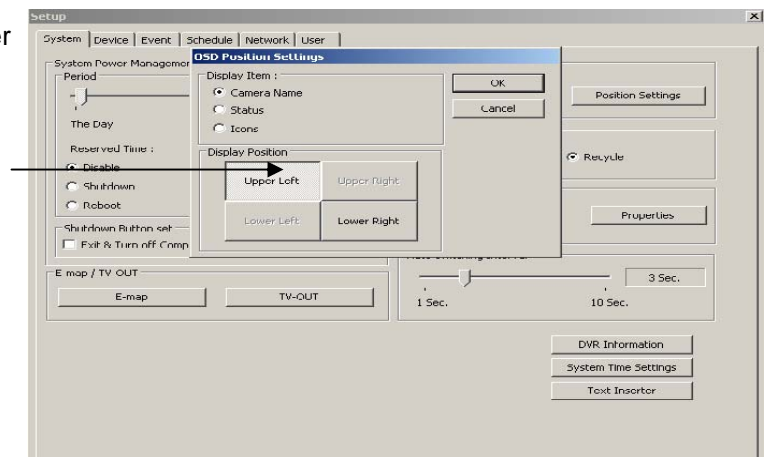 Setup
er
System Device Event Schedule Network User
System Power Managemen
Period
The Day
Reserved Time :
Disable
Shutdown
Reboot
Shutdown Button set
Exit & Turn off Comp
OSD Position Settings
Display Item :
Camera Name
Status
Icons
OK
Cancel
Display Position
Upper Left
Upper Right
Lower Left
Lower Right
Position Settings
Recycle
Properties
E map / TV OUT
E-map
TV-OUT
3 Sec.
1 Sec.
10 Sec.
DVR Information
System Time Settings
Text Inserter